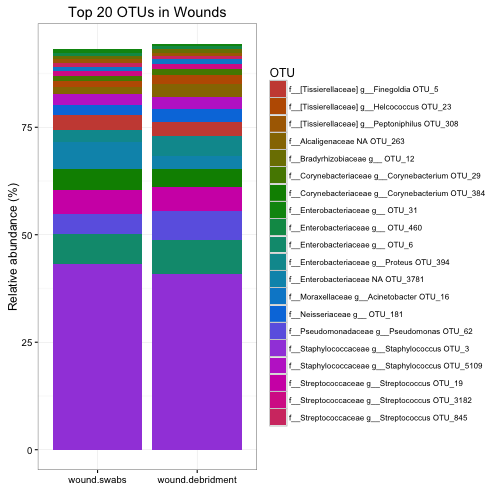 Top 20 OTUs in Wounds
Relative abundance (%)
75
50
25
0
wound.swabs
wound.debridment
OTU
f__[Tissierellaceae] g__Finegoldia OTU_5
f__[Tissierellaceae] g__Helcococcus OTU_23
f__[Tissierellaceae] g__Peptoniphilus OTU_308
f__Alcaligenaceae NA OTU_263
f__Bradyrhizobiaceae g__ OTU_12
f__Corynebacteriaceae g__Corynebacterium OTU_29
f__Corynebacteriaceae g__Corynebacterium OTU_384
f__Enterobacteriaceae g__ OTU_31
f__Enterobacteriaceae g__ OTU_460
f__Enterobacteriaceae g__ OTU_6
f__Enterobacteriaceae g__Proteus OTU_394
f__Enterobacteriaceae NA OTU_3781
f__Moraxellaceae g__Acinetobacter OTU_16
f__Neisseriaceae g__ OTU_181
f__Pseudomonadaceae g__Pseudomonas OTU_62
f__Staphylococcaceae g__Staphylococcus OTU_3
f__Staphylococcaceae g__Staphylococcus OTU_5109
f__Streptococcaceae g__Streptococcus OTU_19
f__Streptococcaceae g__Streptococcus OTU_3182
f__Streptococcaceae g__Streptococcus OTU_845